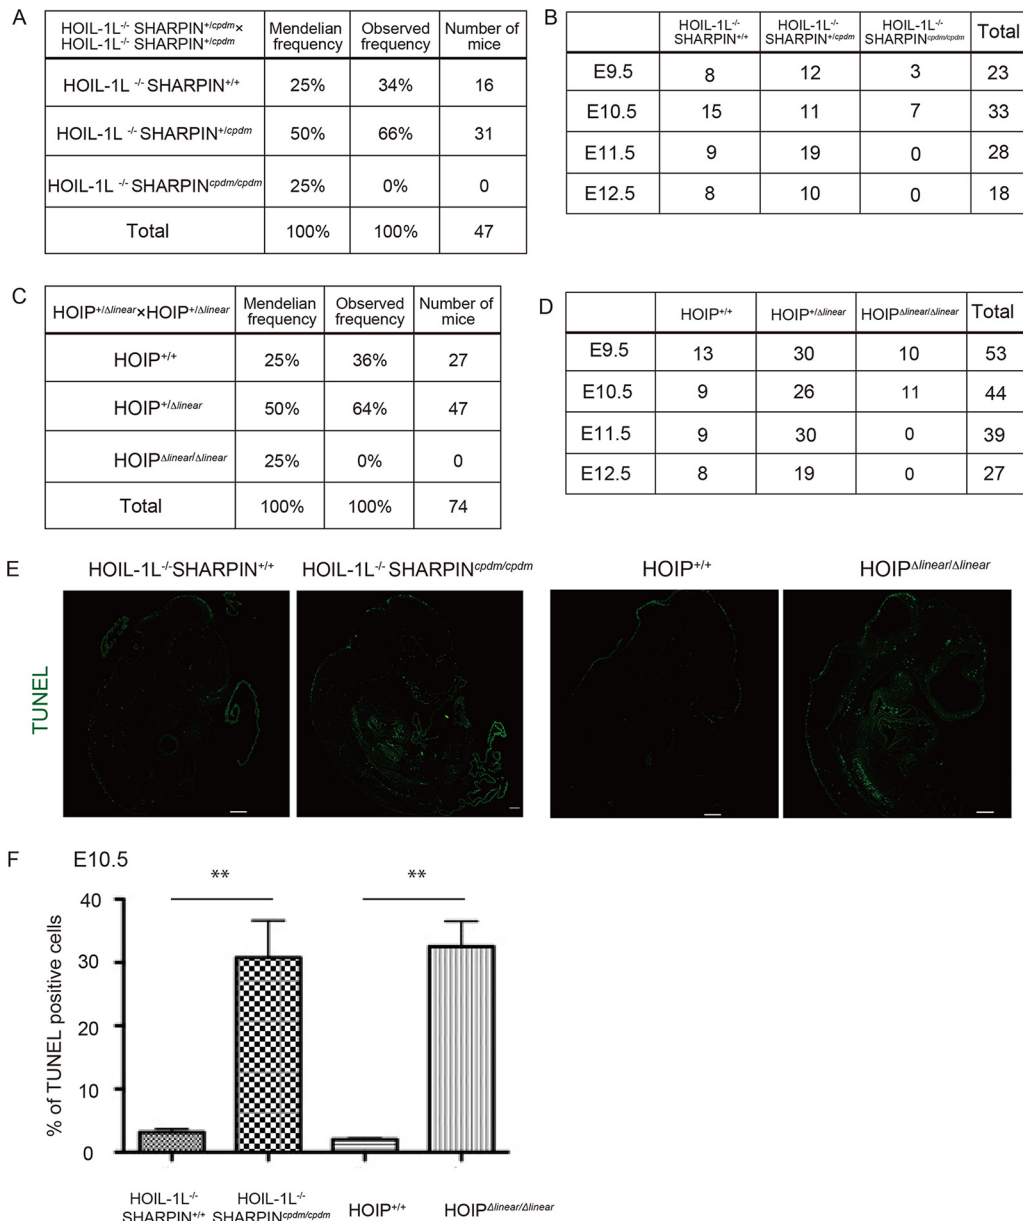 A
HOIL-1L-/- SHARPIN+/cpdm×
HOIL-1L-/- SHARPIN+/cpdm
Mendelian frequency
Observed frequency
Number of mice
HOIL-1L -/- SHARPIN+/+ 25% 34% 16
HOIL-1L -/- SHARPIN+/cpdm 50% 66% 31
HOIL-1L -/- SHARPINcpdm/cpdm 25% 0% 0
Total 100% 100% 47
B
HOIL-1L-/- SHARPIN+/+
HOIL-1L-/- SHARPIN+/cpdm
HOIL-1L-/- SHARPINcpdm/cpdm
Total
E9.5 8 12 3 23
E10.5 15 11 7 33
E11.5 9 19 0 28
E12.5 8 10 0 18
C
HOIP+/Δlinear×HOIP+/Δlinear
Mendelian frequency
Observed frequency
Number of mice
HOIP+/+ 25% 36% 27
HOIP+/Δlinear 50% 64% 47
HOIPΔlinear/Δlinear 25% 0% 0
Total 100% 100% 74
D
HOIP+/+ HOIP+/Δlinear HOIPΔlinear/Δlinear Total
E9.5 13 30 10 53
E10.5 9 26 11 44
E11.5 9 30 0 39
E12.5 8 19 0 27
E
HOIL-1L-/-SHARPIN+/+
HOIL-1L-/- SHARPINcpdm/cpdm
HOIP+/+
HOIPΔlinear/Δlinear
TUNEL
F
E10.5
** **
% of TUNEL positive cells
40
30
20
10
0
HOIL-1L-/- SHARPIN+/+
HOIL-1L-/- SHARPINcpdm/cpdm
HOIP+/+
HOIPΔlinear/Δlinear